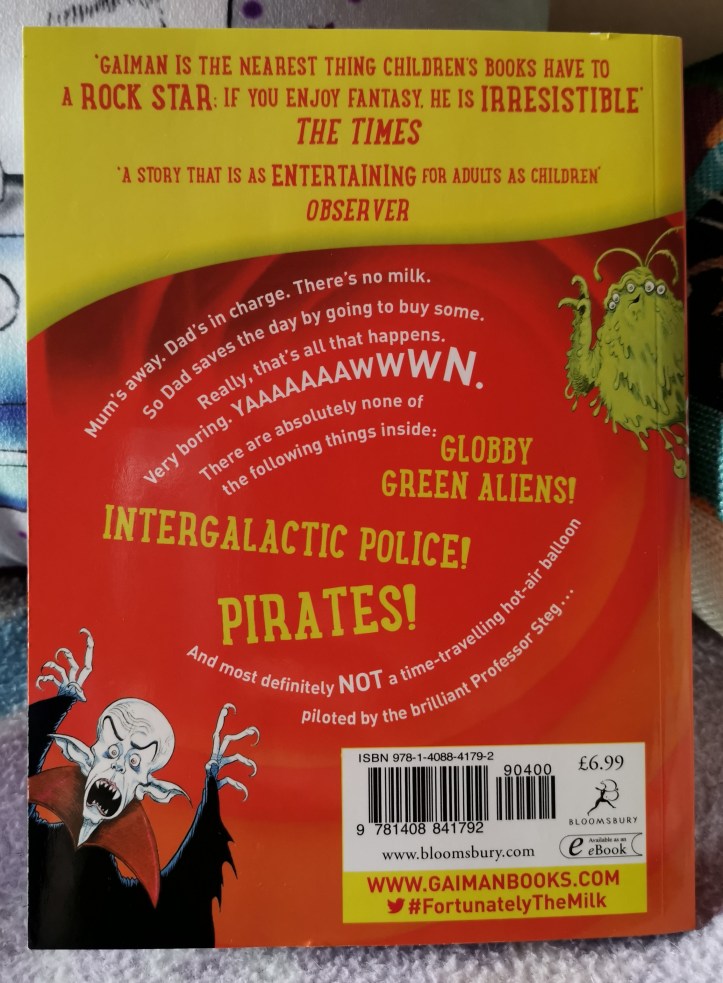 'GAIMAN IS THE NEAREST THING CHILDREN'S BOOKS HAVE TO
A ROCK STAR: IF YOU ENJOY FANTASY, HE IS IRRESISTIBLE'
THE TIMES
'A STORY THAT IS AS ENTERTAINING FOR ADULTS AS CHILDREN'
OBSERVER
Mum's away. Dad's in charge. There's no milk.
So Dad saves the day by going to buy some.
Really, that's all that happens.
Very boring. YAAAAAAAWWWN.
There are absolutely none of
the following things inside:
GLOBBY
GREEN ALIENS!
INTERGALACTIC POLICE!
PIRATES!
And most definitely NOT a time-travelling hot-air balloon
piloted by the brilliant Professor Steg...
ISBN 978-1-4088-4179-2
90400
£6.99
9 781408 841792
BLOOMSBURY
www.bloomsbury.com
e Available as an
eBook
WWW.GAIMANBOOKS.COM
#FortunatelyTheMilk